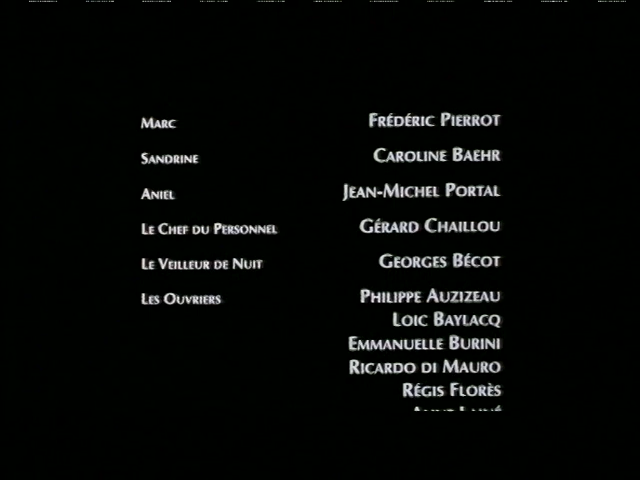 Marc Frédéric Pierrot
Sandrine Caroline Baehr
Aniel Jean-Michel Portal
Le Chef du Personnel Gérard Chaillou
Le Veilleur de Nuit Georges Bécot
Les Ouvriers Philippe Auzizeau
Loic Baylacq
Emmanuelle Burini
Ricardo di Mauro
Régis Florès